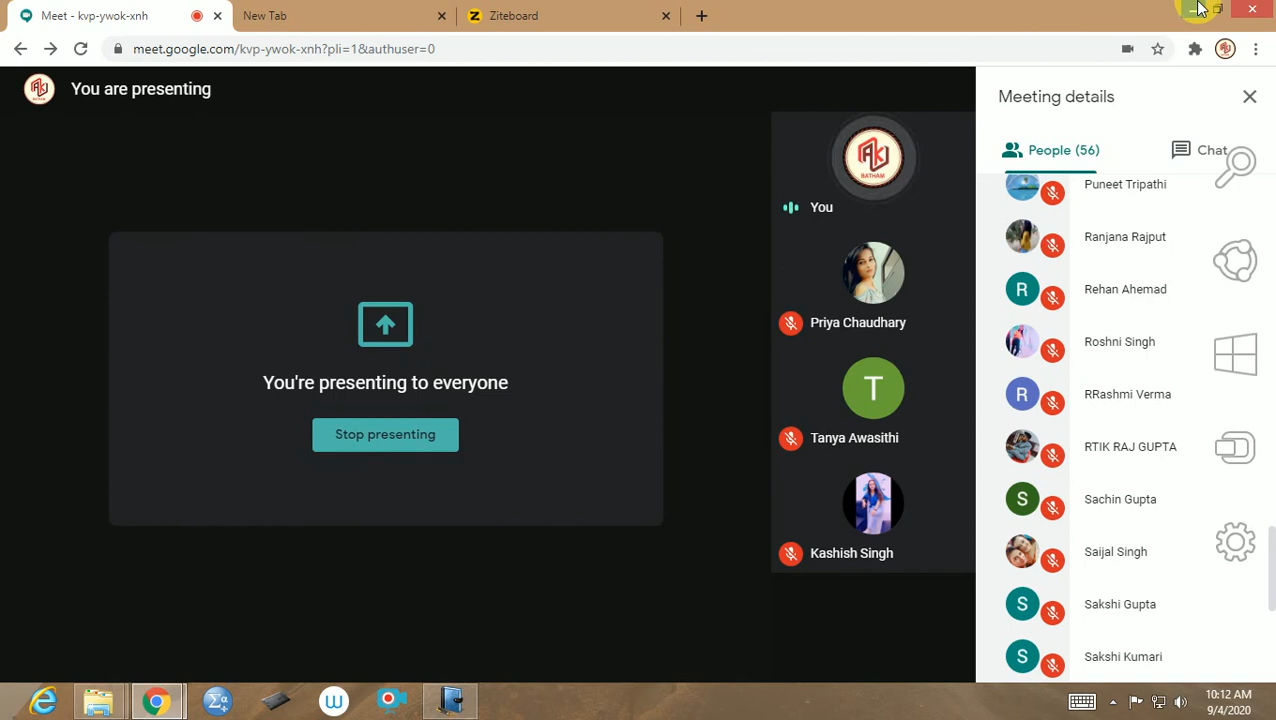 Meet - kvp-ywok-xnh
New Tab
Ziteboard
meet.google.com/kvp-ywok-xnh?pli=1&authuser=0
You are presenting
You're presenting to everyone
Stop presenting
BATHAM
You
Priya Chaudhary
T
Tanya Awasithi
Kashish Singh
Meeting details
People (56)
Chat
Puneet Tripathi
Ranjana Rajput
R
Rehan Ahemad
Roshni Singh
R
RRashmi Verma
RTIK RAJ GUPTA
S
Sachin Gupta
Saijal Singh
S
Sakshi Gupta
S
Sakshi Kumari
10:12 AM
9/4/2020